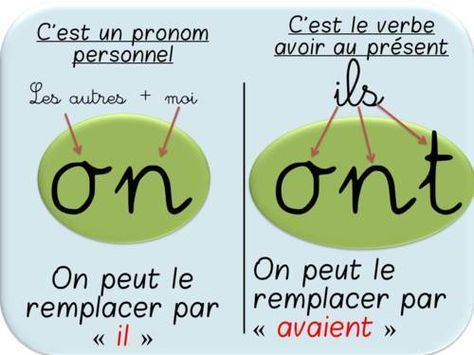 C'est un pronom
personnel
Les autres + moi
on
On peut le
remplacer par
« il »
C'est le verbe
avoir au présent
ils
ont
On peut le
remplacer par
« avaient »